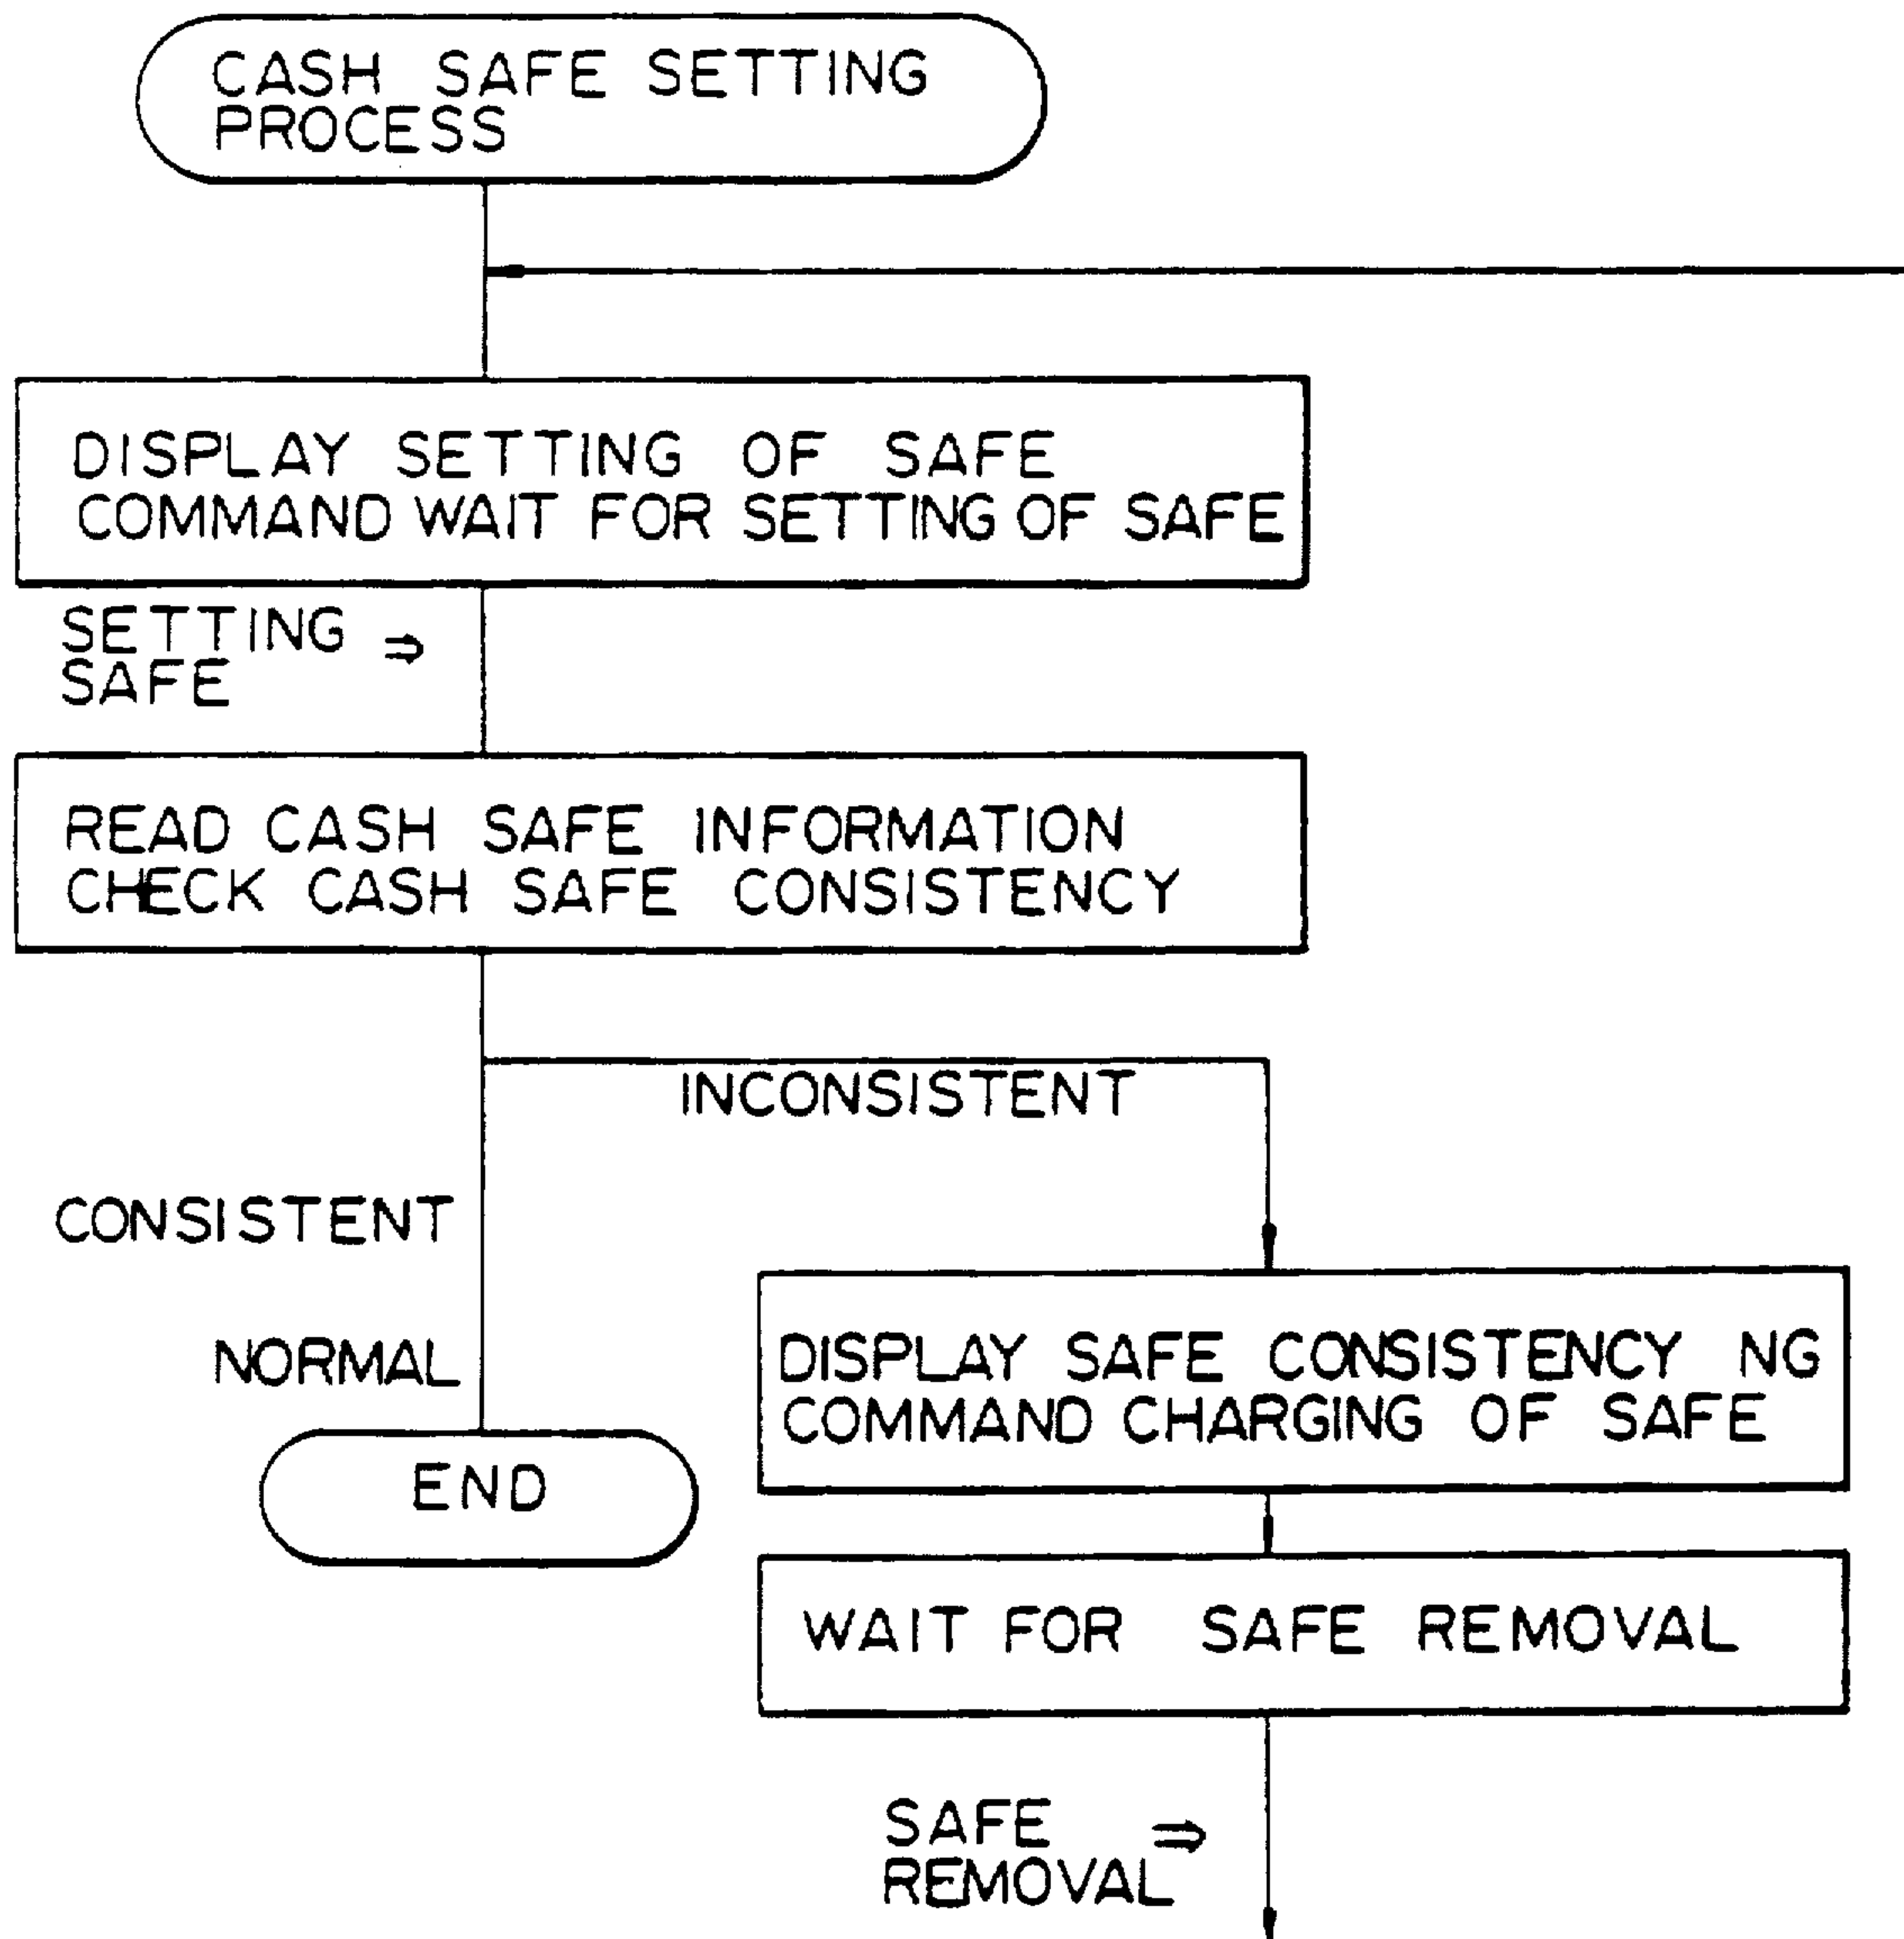 CASH SAFE SETTING
PROCESS
DISPLAY SETTING OF SAFE
COMMAND WAIT FOR SETTING OF SAFE
SETTING ⇒
SAFE
READ CASH SAFE INFORMATION
CHECK CASH SAFE CONSISTENCY
INCONSISTENT
CONSISTENT
NORMAL
DISPLAY SAFE CONSISTENCY NG
COMMAND CHARGING OF SAFE
END
WAIT FOR SAFE REMOVAL
SAFE ⇒
REMOVAL